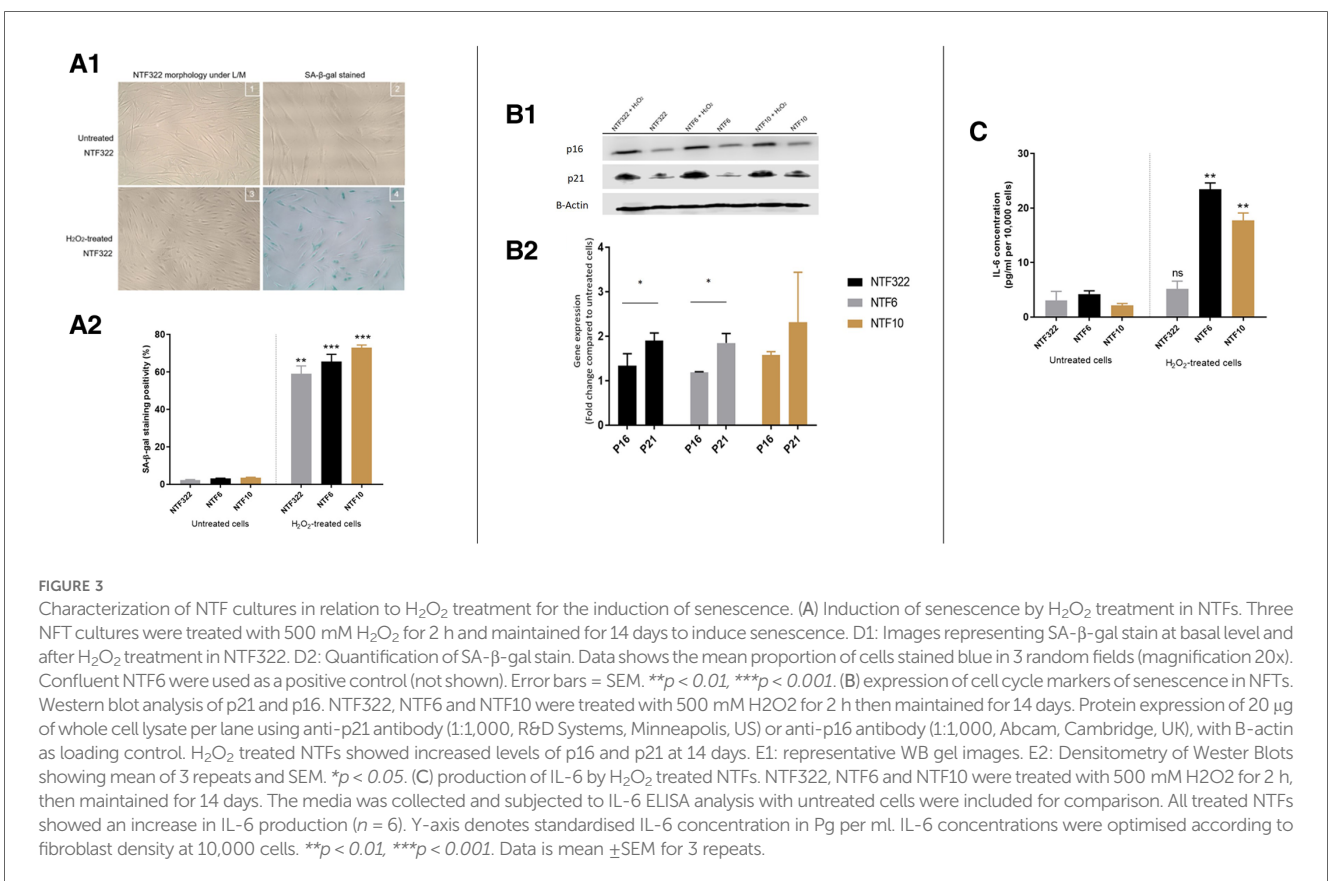 A1
NTF322 morphology under L/M
SA-β-gal stained
1
2
Untreated
NTF322
3
4
H₂O₂-treated
NTF322
A2
SA-β-gal staining positivity (%)
80
60
40
20
0
NTF322
NTF6
NTF10
NTF322
NTF6
NTF10
**
***
***
Untreated cells
H₂O₂-treated cells
B1
NTF322 + H₂O₂
NTF322
NTF6 + H₂O₂
NTF6
NTF10 + H₂O₂
NTF10
p16
p21
B-Actin
B2
Gene expression
(Fold change compated to untreated cells)
4
3
2
1
0
*
*
P16
P21
P16
P21
P16
P21
NTF322
NTF6
NTF10
C
IL-6 concentration
(pg/ml per 10,000 cells)
30
20
10
0
ns
**
**
NTF322
NTF6
NTF10
NTF322
NTF6
NTF10
Untreated cells
H₂O₂-treated cells
FIGURE 3
Characterization of NTF cultures in relation to H₂O₂ treatment for the induction of senescence. (A) Induction of senescence by H₂O₂ treatment in NTFs. Three
NFT cultures were treated with 500 mM H₂O₂ for 2 h and maintained for 14 days to induce senescence. D1: Images representing SA-β-gal stain at basal level and
after H₂O₂ treatment in NTF322. D2: Quantification of SA-β-gal stain. Data shows the mean proportion of cells stained blue in 3 random fields (magnification 20x).
Confluent NTF6 were used as a positive control (not shown). Error bars = SEM. **p < 0.01, ***p < 0.001. (B) expression of cell cycle markers of senescence in NFTs.
Western blot analysis of p21 and p16. NTF322, NTF6 and NTF10 were treated with 500 mM H2O2 for 2 h then maintained for 14 days. Protein expression of 20 μg
of whole cell lysate per lane using anti-p21 antibody (1:1,000, R&D Systems, Minneapolis, US) or anti-p16 antibody (1:1,000, Abcam, Cambridge, UK), with B-actin
as loading control. H₂O₂ treated NTFs showed increased levels of p16 and p21 at 14 days. E1: representative WB gel images. E2: Densitometry of Wester Blots
showing mean of 3 repeats and SEM. *p < 0.05. (C) production of IL-6 by H₂O₂ treated NTFs. NTF322, NTF6 and NTF10 were treated with 500 mM H2O2 for 2 h,
then maintained for 14 days. The media was collected and subjected to IL-6 ELISA analysis with untreated cells were included for comparison. All treated NTFs
showed an increase in IL-6 production (n = 6). Y-axis denotes standardised IL-6 concentration in Pg per ml. IL-6 concentrations were optimised according to
fibroblast density at 10,000 cells. **p < 0.01, ***p < 0.001. Data is mean ±SEM for 3 repeats.